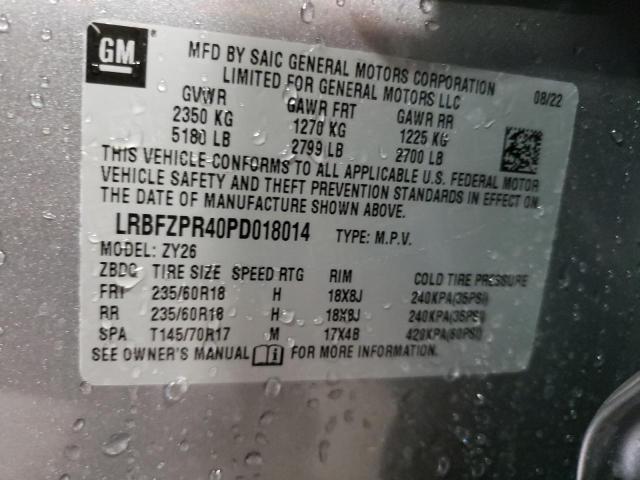 GM
MFD BY SAIC GENERAL MOTORS CORPORATION
LIMITED FOR GENERAL MOTORS LLC
08/22
GVWR GAWR FRT GAWR RR
2350 KG 1270 KG 1225 KG
5180 LB 2799 LB 2700 LB
THIS VEHICLE CONFORMS TO ALL APPLICABLE U.S. FEDERAL MOTOR
VEHICLE SAFETY AND THEFT PREVENTION STANDARDS IN EFFECT ON
THE DATE OF MANUFACTURE SHOWN ABOVE.
LRBFZPR40PD018014 TYPE: M.P.V.
MODEL: ZY26
ZBDG TIRE SIZE SPEED RTG RIM COLD TIRE PRESSURE
FRT 235/60R18 H 18X8J 240KPA(35PSI)
RR 235/60R18 H 18X8J 240KPA(35PSI)
SPA T145/70R17 M 17X4B 420KPA(60PSI)
SEE OWNER'S MANUAL FOR MORE INFORMATION.